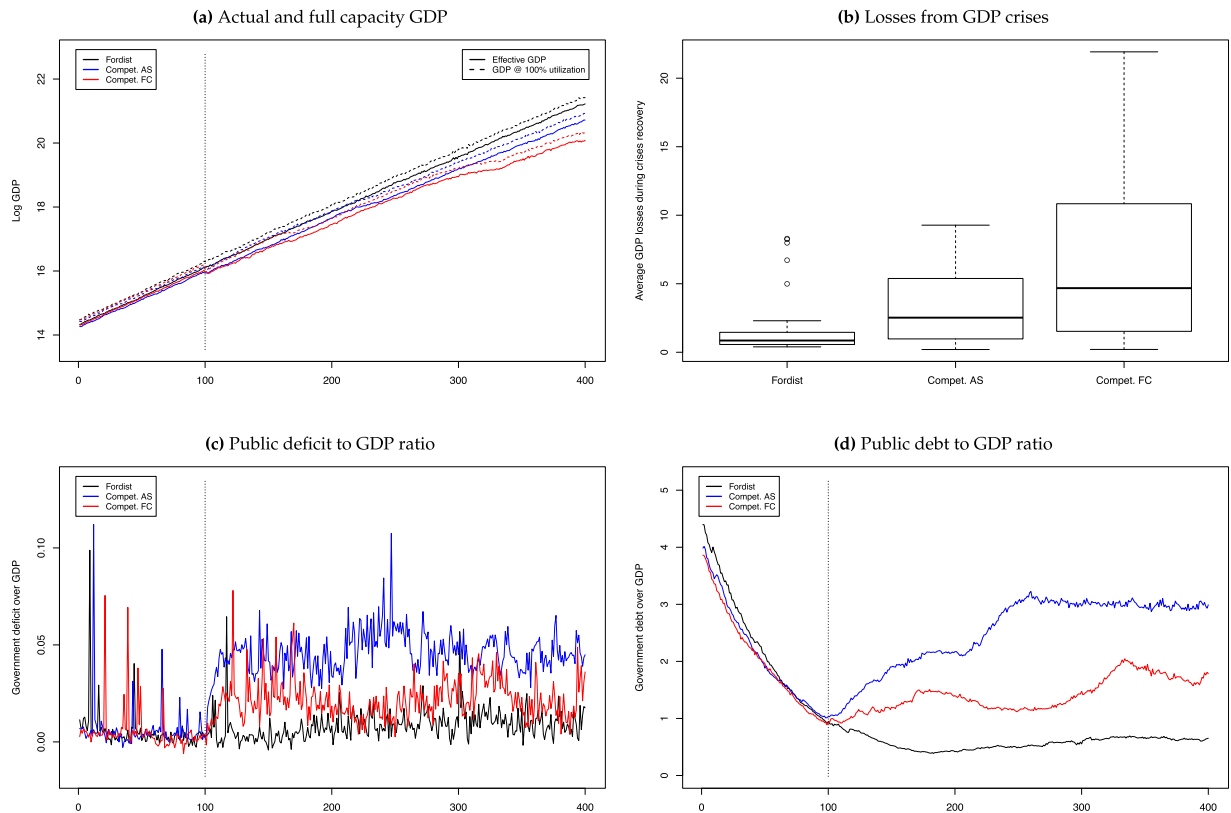 (a) Actual and full capacity GDP
Fordist
Compet. AS
Compet. FC
Effective GDP
GDP @ 100% utilization
Log GDP
14
16
18
20
22
0
100
200
300
400
(b) Losses from GDP crises
Average GDP losses during crises recovery
0
5
10
15
20
Fordist
Compet. AS
Compet. FC
(c) Public deficit to GDP ratio
Fordist
Compet. AS
Compet. FC
Government deficit over GDP
0.00
0.05
0.10
0
100
200
300
400
(d) Public debt to GDP ratio
Fordist
Compet. AS
Compet. FC
Government debt over GDP
0
1
2
3
4
5
0
100
200
300
400